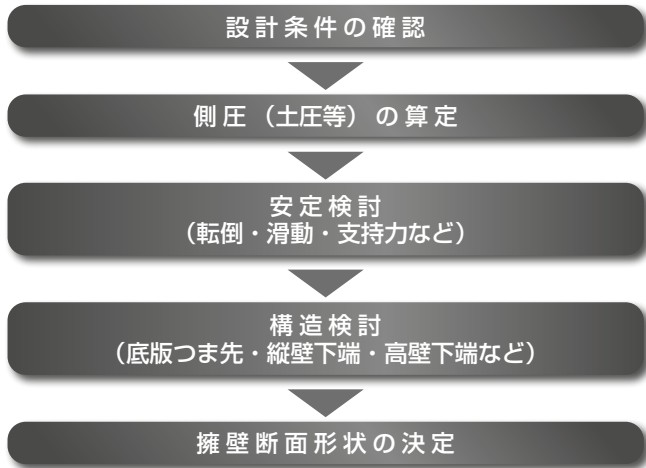 設計条件の確認
側圧（土圧等）の算定
安定検討
（転倒・滑動・支持力など）
構造検討
（底版つま先・縦壁下端・高壁下端など）
擁壁断面形状の決定